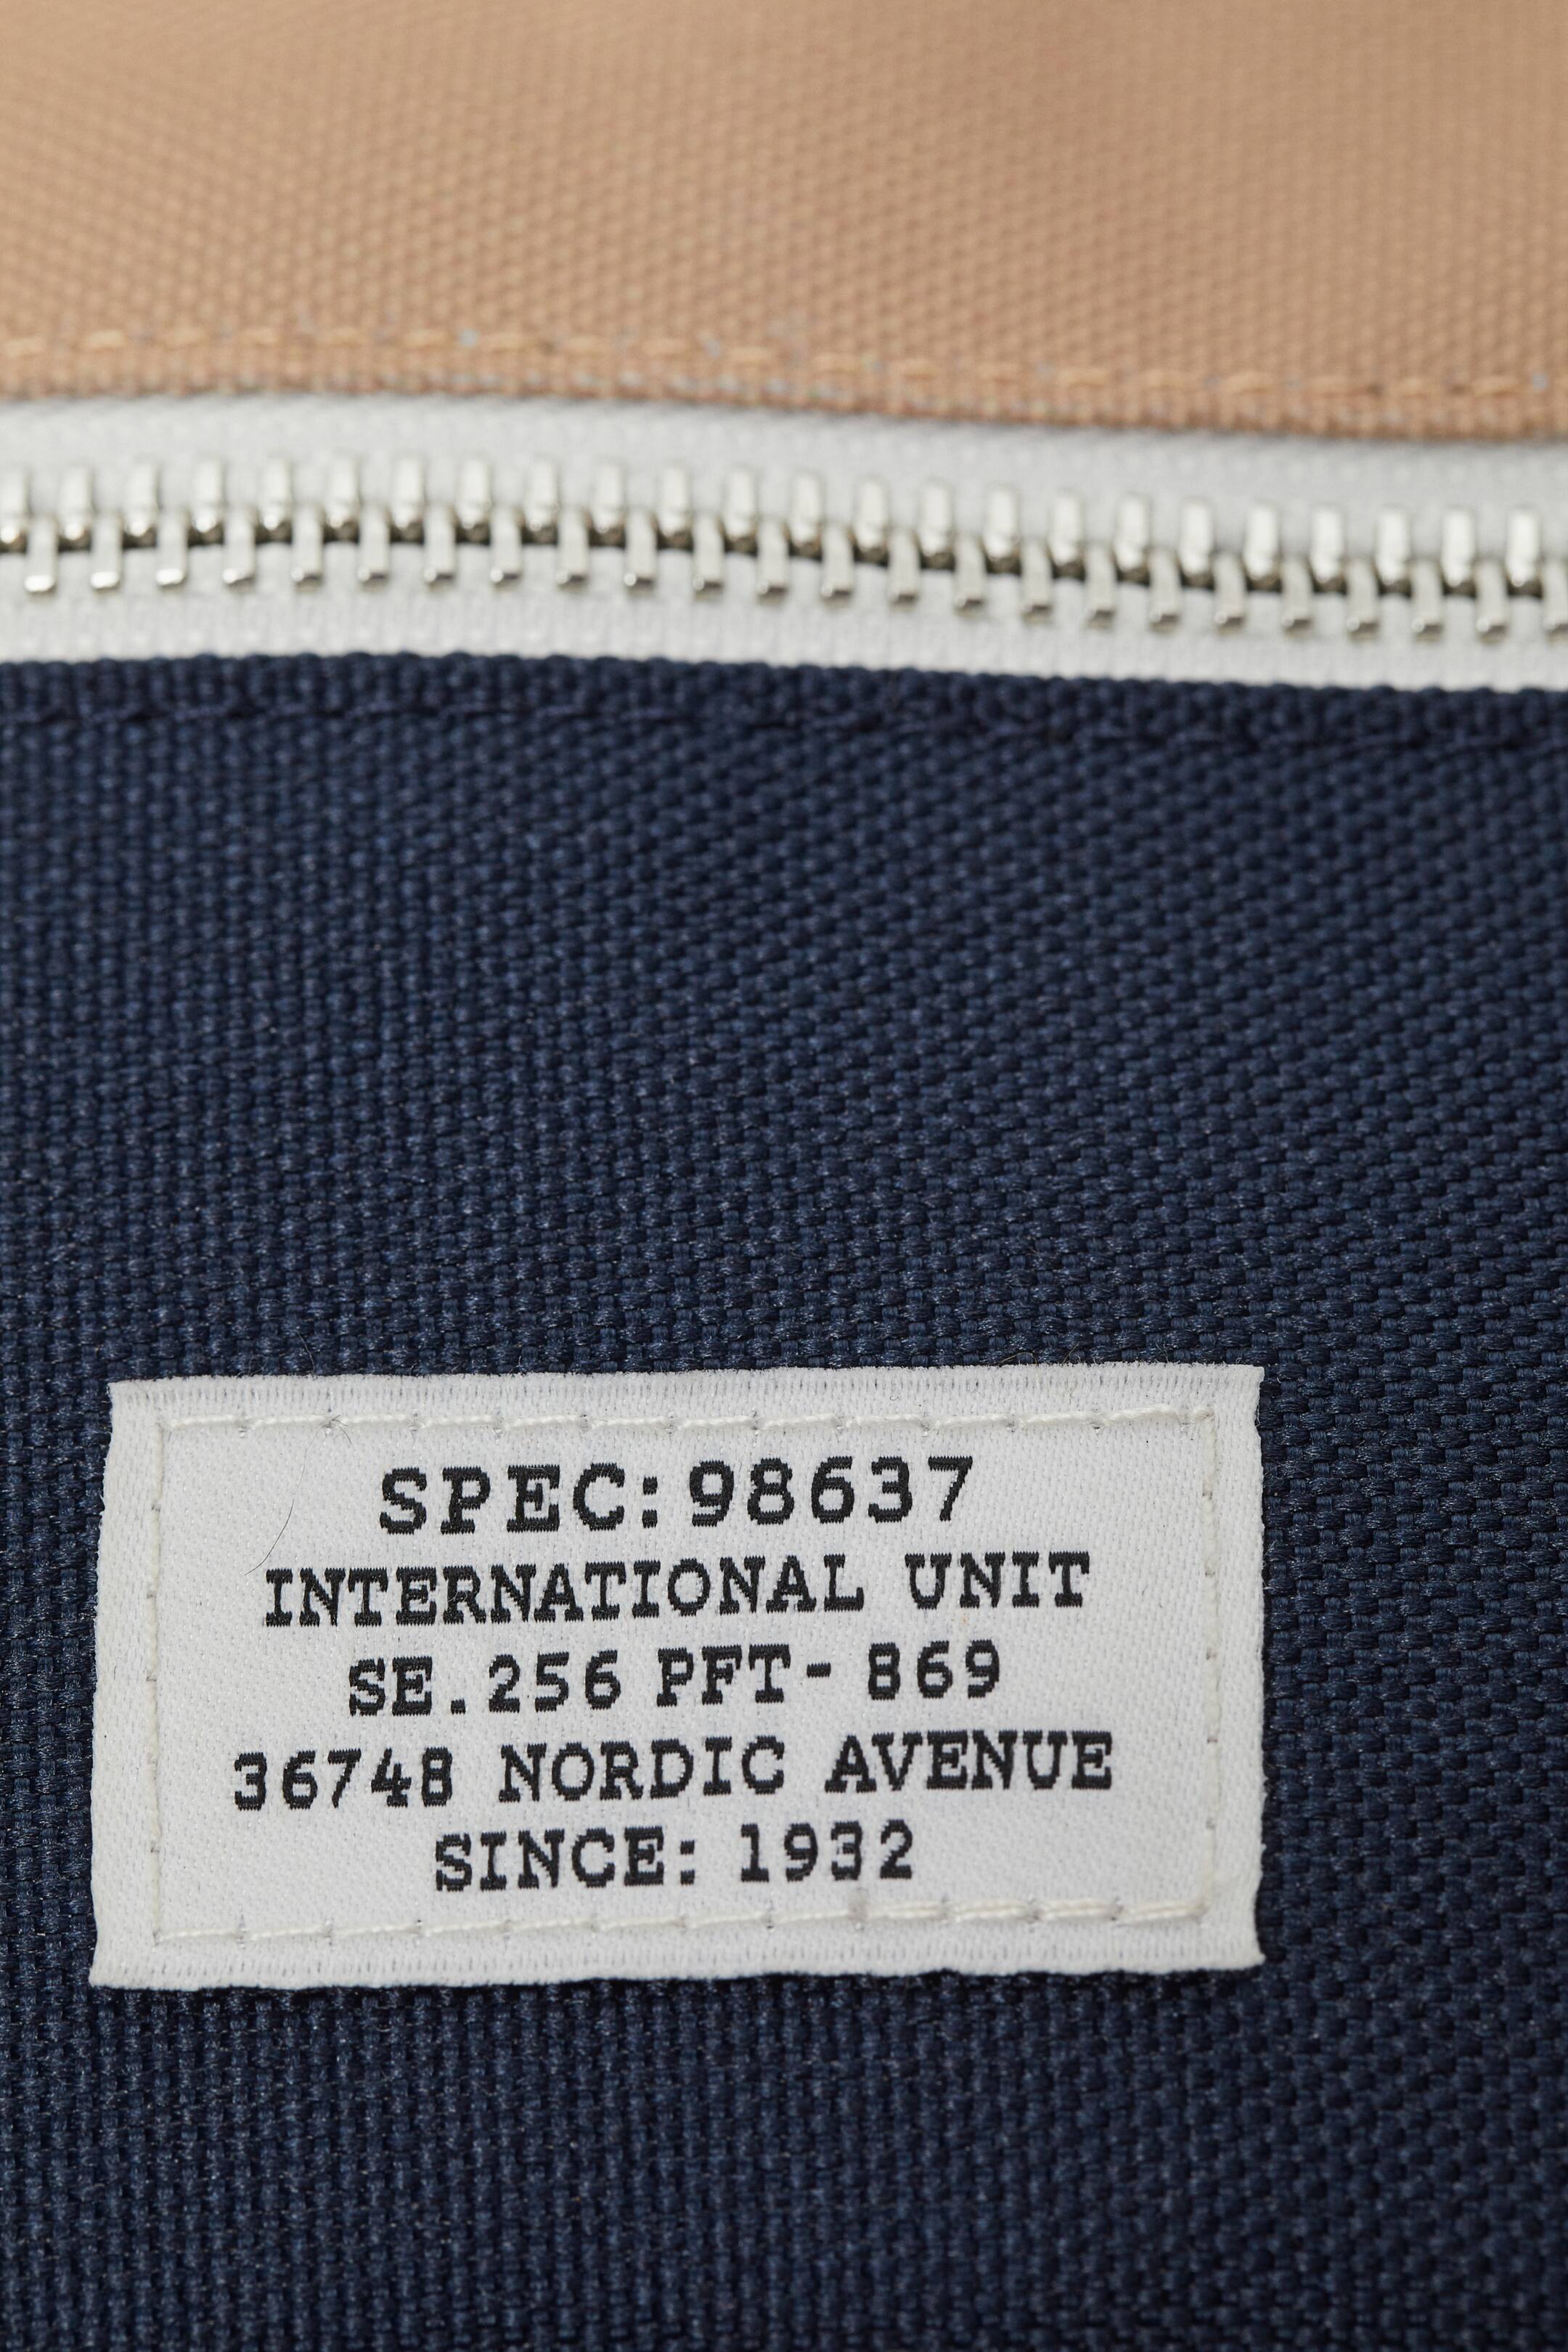 SPEC: 98637
INTERNATIONAL UNIT
SE.256 PFT- 869
36748 NORDIC AVENUE
SINCE: 1932